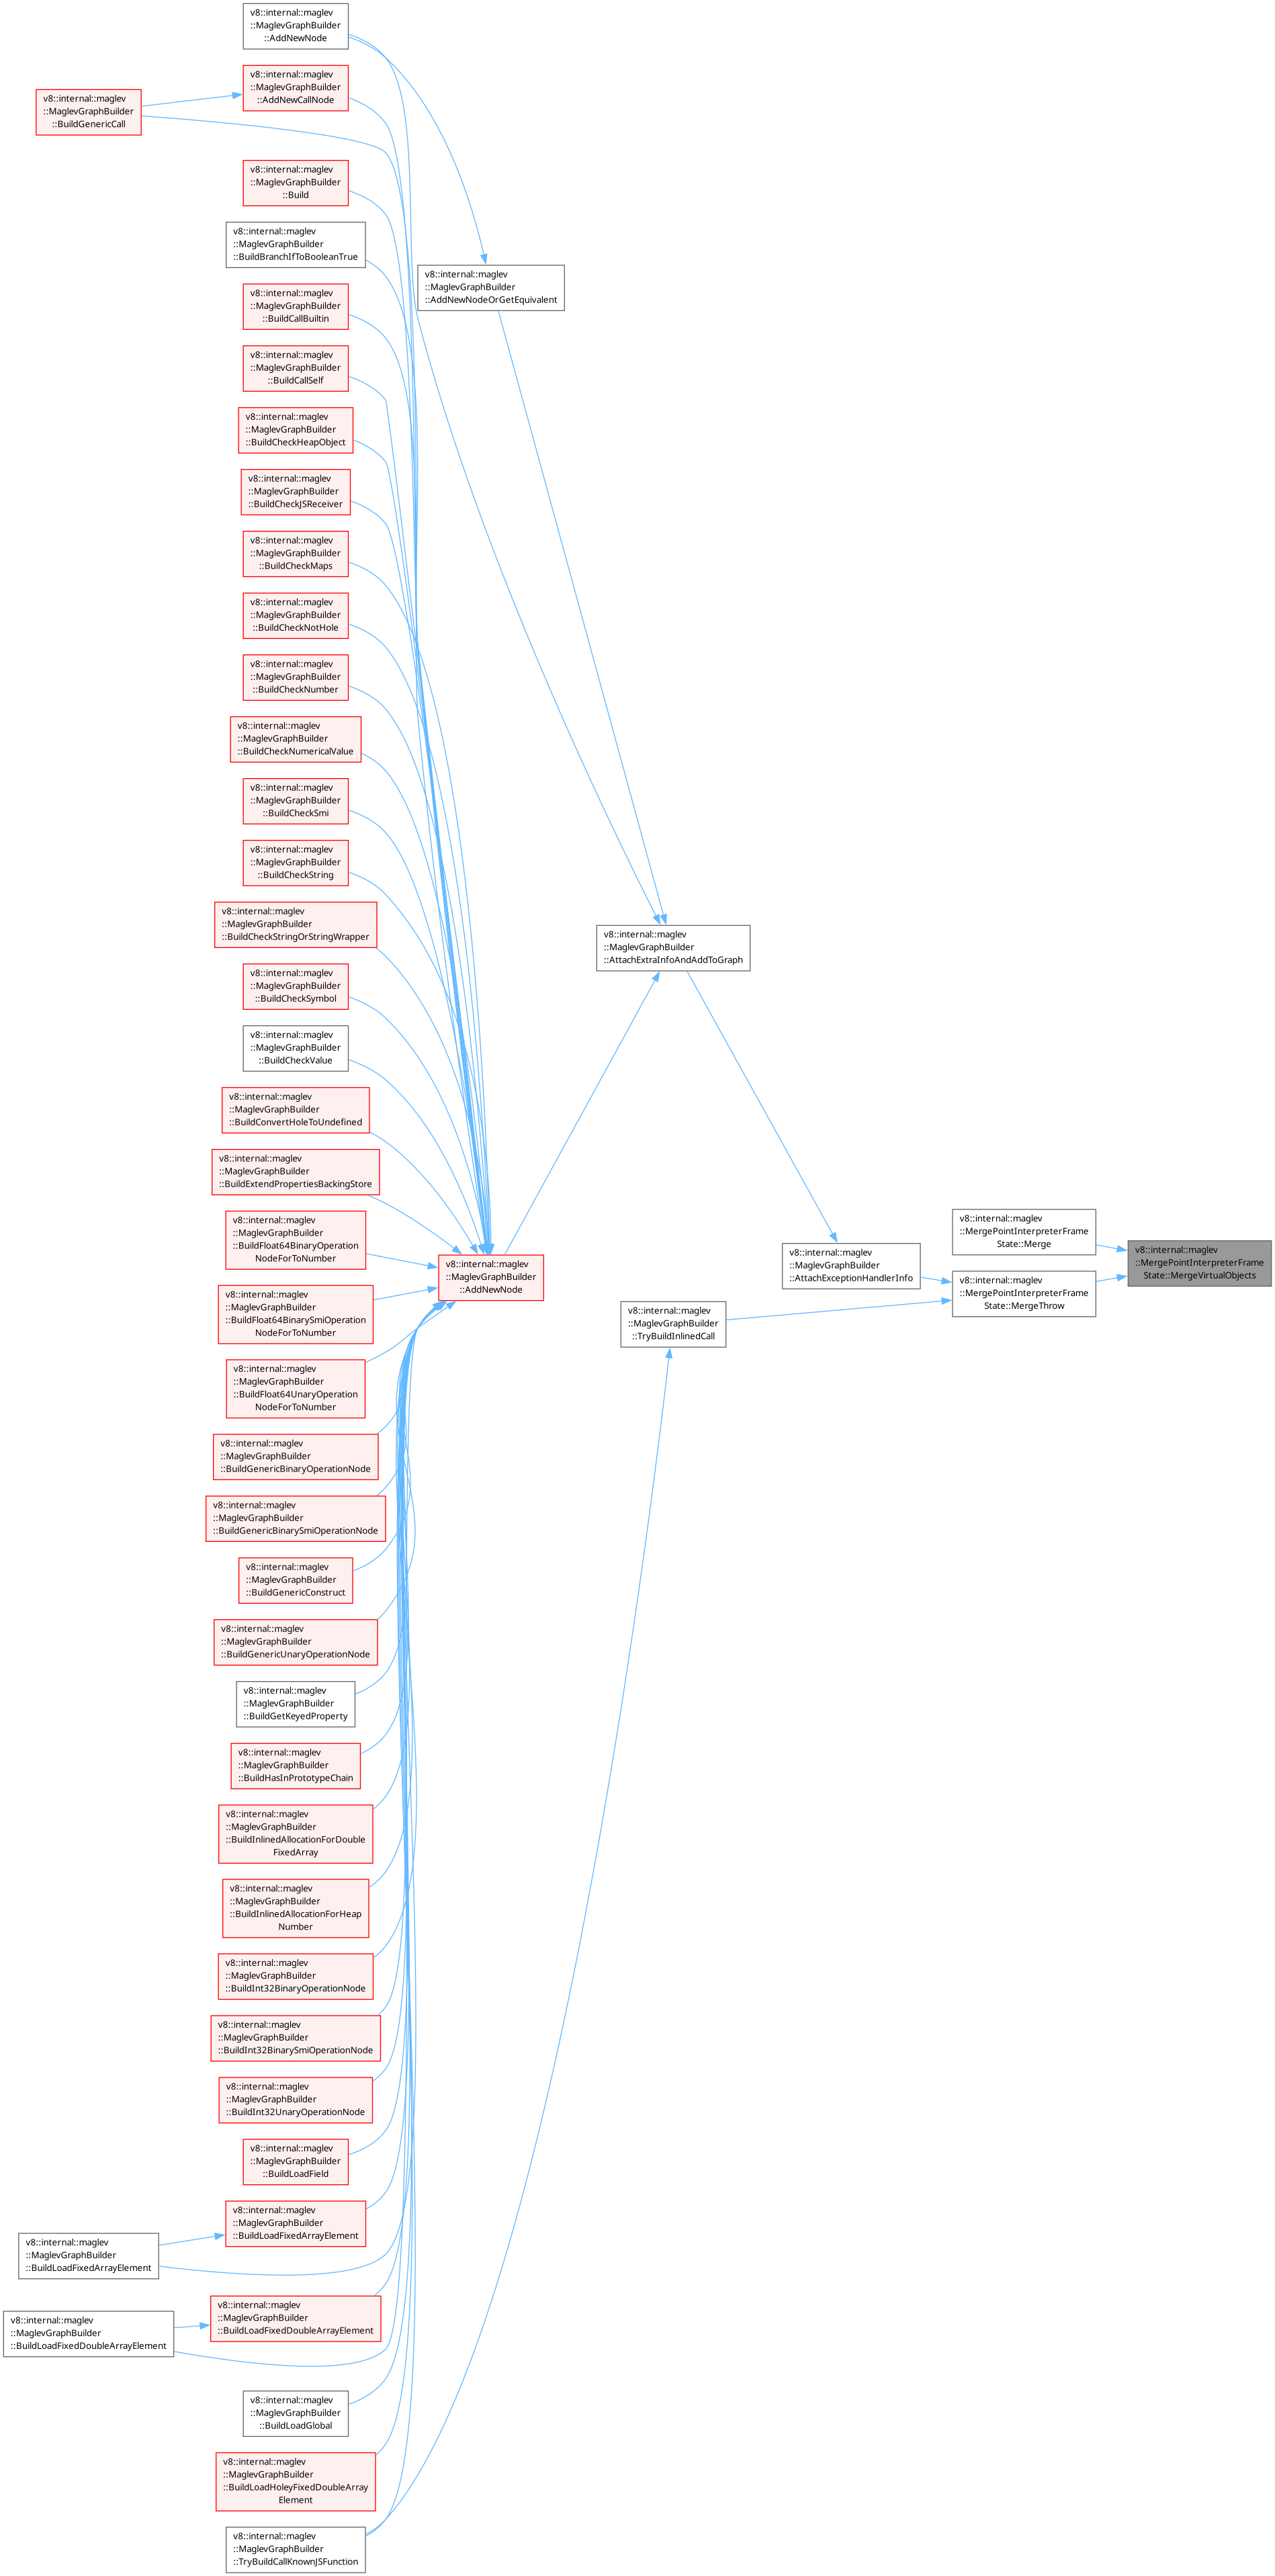 v8::internal::maglev
::MaglevGraphBuilder
::AddNewNode
v8::internal::maglev
::MaglevGraphBuilder
::AddNewCallNode
v8::internal::maglev
::MaglevGraphBuilder
::BuildGenericCall
v8::internal::maglev
::MaglevGraphBuilder
::Build
v8::internal::maglev
::MaglevGraphBuilder
::BuildBranchIfToBooleanTrue
v8::internal::maglev
::MaglevGraphBuilder
::AddNewNodeOrGetEquivalent
v8::internal::maglev
::MaglevGraphBuilder
::BuildCallBuiltin
v8::internal::maglev
::MaglevGraphBuilder
::BuildCallSelf
v8::internal::maglev
::MaglevGraphBuilder
::BuildCheckHeapObject
v8::internal::maglev
::MaglevGraphBuilder
::BuildCheckJSReceiver
v8::internal::maglev
::MaglevGraphBuilder
::BuildCheckMaps
v8::internal::maglev
::MaglevGraphBuilder
::BuildCheckNotHole
v8::internal::maglev
::MaglevGraphBuilder
::BuildCheckNumber
v8::internal::maglev
::MaglevGraphBuilder
::BuildCheckNumericalValue
v8::internal::maglev
::MaglevGraphBuilder
::BuildCheckSmi
v8::internal::maglev
::MaglevGraphBuilder
::BuildCheckString
v8::internal::maglev
::MaglevGraphBuilder
::BuildCheckStringOrStringWrapper
v8::internal::maglev
::MaglevGraphBuilder
::AttachExtraInfoAndAddToGraph
v8::internal::maglev
::MaglevGraphBuilder
::BuildCheckSymbol
v8::internal::maglev
::MaglevGraphBuilder
::BuildCheckValue
v8::internal::maglev
::MaglevGraphBuilder
::BuildConvertHoleToUndefined
v8::internal::maglev
::MaglevGraphBuilder
::BuildExtendPropertiesBackingStore
v8::internal::maglev
::MaglevGraphBuilder
::BuildFloat64BinaryOperation
NodeForToNumber
v8::internal::maglev
::MaglevGraphBuilder
::AddNewNode
v8::internal::maglev
::MaglevGraphBuilder
::AttachExceptionHandlerInfo
v8::internal::maglev
::MergePointInterpreterFrame
State::Merge
v8::internal::maglev
::MergePointInterpreterFrame
State::MergeThrow
v8::internal::maglev
::MergePointInterpreterFrame
State::MergeVirtualObjects
v8::internal::maglev
::MaglevGraphBuilder
::TryBuildInlinedCall
v8::internal::maglev
::MaglevGraphBuilder
::BuildFloat64BinarySmiOperation
NodeForToNumber
v8::internal::maglev
::MaglevGraphBuilder
::BuildFloat64UnaryOperation
NodeForToNumber
v8::internal::maglev
::MaglevGraphBuilder
::BuildGenericBinaryOperationNode
v8::internal::maglev
::MaglevGraphBuilder
::BuildGenericBinarySmiOperationNode
v8::internal::maglev
::MaglevGraphBuilder
::BuildGenericConstruct
v8::internal::maglev
::MaglevGraphBuilder
::BuildGenericUnaryOperationNode
v8::internal::maglev
::MaglevGraphBuilder
::BuildGetKeyedProperty
v8::internal::maglev
::MaglevGraphBuilder
::BuildHasInPrototypeChain
v8::internal::maglev
::MaglevGraphBuilder
::BuildInlinedAllocationForDouble
FixedArray
v8::internal::maglev
::MaglevGraphBuilder
::BuildInlinedAllocationForHeap
Number
v8::internal::maglev
::MaglevGraphBuilder
::BuildInt32BinaryOperationNode
v8::internal::maglev
::MaglevGraphBuilder
::BuildInt32BinarySmiOperationNode
v8::internal::maglev
::MaglevGraphBuilder
::BuildInt32UnaryOperationNode
v8::internal::maglev
::MaglevGraphBuilder
::BuildLoadField
v8::internal::maglev
::MaglevGraphBuilder
::BuildLoadFixedArrayElement
v8::internal::maglev
::MaglevGraphBuilder
::BuildLoadFixedArrayElement
v8::internal::maglev
::MaglevGraphBuilder
::BuildLoadFixedDoubleArrayElement
v8::internal::maglev
::MaglevGraphBuilder
::BuildLoadFixedDoubleArrayElement
v8::internal::maglev
::MaglevGraphBuilder
::BuildLoadGlobal
v8::internal::maglev
::MaglevGraphBuilder
::BuildLoadHoleyFixedDoubleArray
Element
v8::internal::maglev
::MaglevGraphBuilder
::TryBuildCallKnownJSFunction